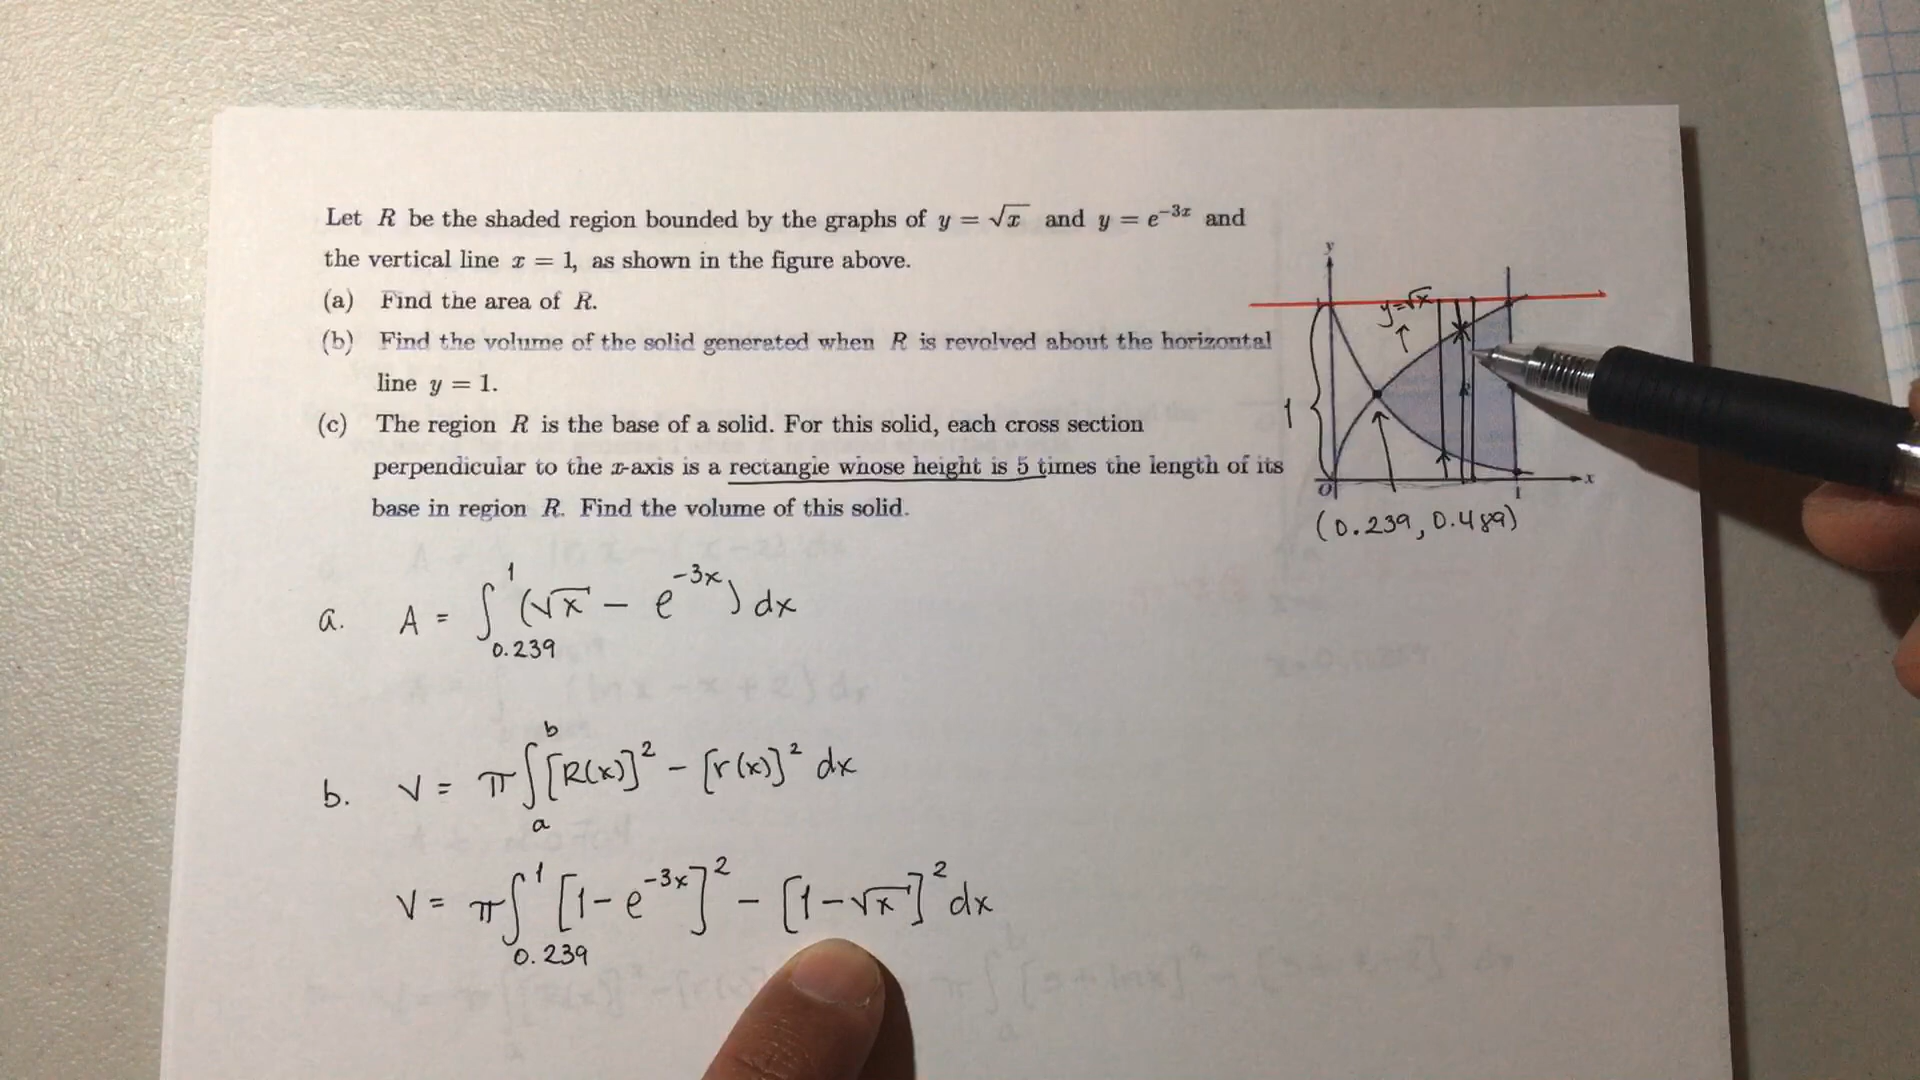 Let R be the shaded region bounded by the graphs of y = √x and y = e^{-3x} and
the vertical line x = 1, as shown in the figure above.
(a) Find the area of R.
(b) Find the volume of the solid generated when R is revolved about the horizontal
line y = 1.
(c) The region R is the base of a solid. For this solid, each cross section
perpendicular to the x-axis is a rectangle whose height is 5 times the length of its
base in region R. Find the volume of this solid.
y
y=√x
1
O
1
x
(0.239, 0.489)
a. A = ∫_{0.239}^{1} (√x - e^{-3x}) dx
b. V = π∫_{a}^{b} [R(x)]² - [r(x)]² dx
V = π∫_{0.239}^{1} [1-e^{-3x}]² - [1-√x]² dx